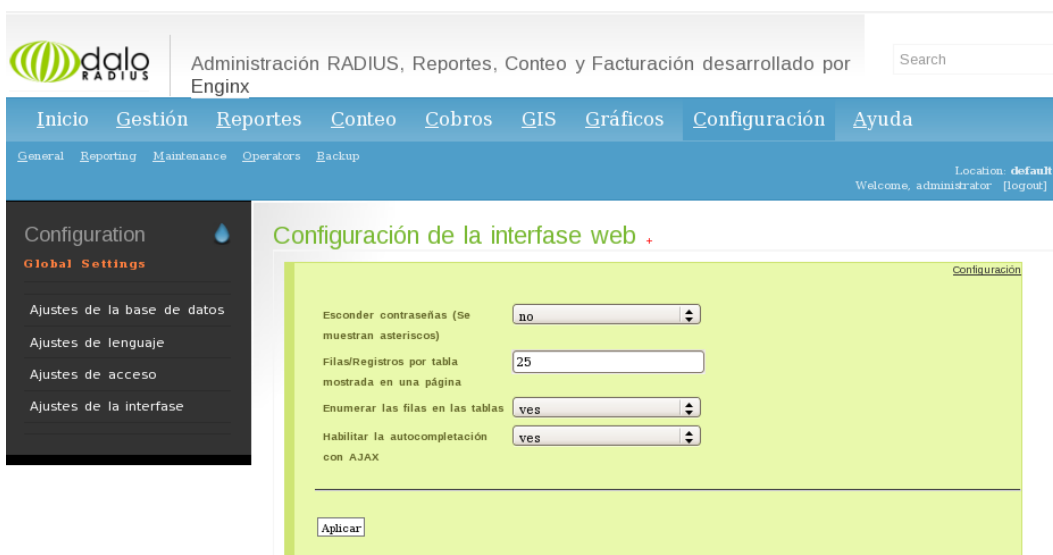 dalo
RADIUS
Administración RADIUS, Reportes, Conteo y Facturación desarrollado por
Enginx
Search
Inicio Gestión Reportes Conteo Cobros GIS Gráficos Configuración Ayuda
General Reporting Maintenance Operators Backup
Location: default
Welcome, administrator [logout]
Configuration
Global Settings
Ajustes de la base de datos
Ajustes de lenguaje
Ajustes de acceso
Ajustes de la interfase
Configuración de la interfase web +
Configuración
Esconder contraseñas (Se
muestran asteriscos) no
Filas/Registros por tabla
mostrada en una página 25
Enumerar las filas en las tablas yes
Habilitar la autocompletación
con AJAX yes
Aplicar